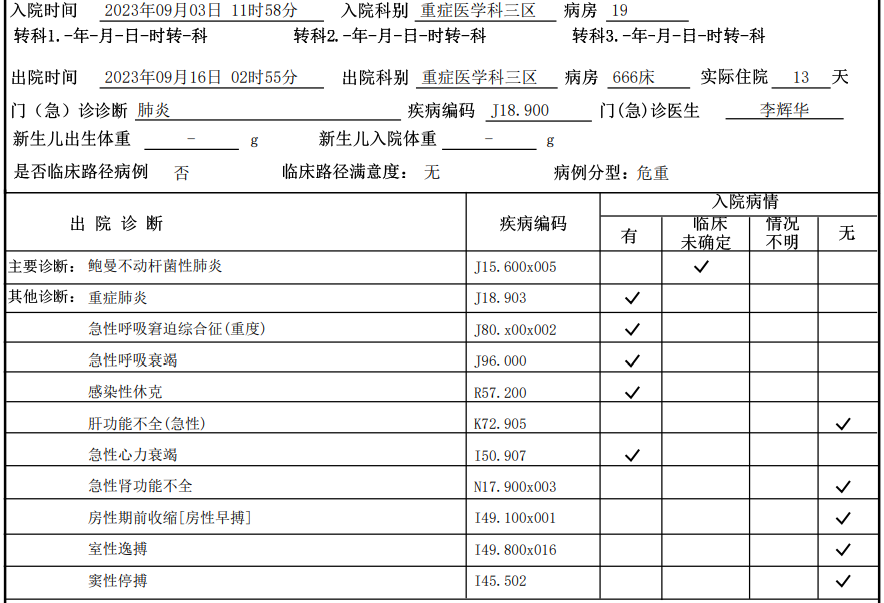 入院时间 2023年09月03日 11时58分 入院科别 重症医学科三区 病房 19
转科1.-年-月-日-时转-科 转科2.-年-月-日-时转-科 转科3.-年-月-日-时转-科
出院时间 2023年09月16日 02时55分 出院科别 重症医学科三区 病房 666床 实际住院 13 天
门（急）诊诊断 肺炎 疾病编码 J18.900 门(急)诊医生 李辉华
新生儿出生体重 - g 新生儿入院体重 - g
是否临床路径病例 否 临床路径满意度： 无 病例分型：危重
出 院 诊 断 疾病编码 入院病情
有 临床未确定 情况不明 无
主要诊断： 鲍曼不动杆菌性肺炎 J15.600x005 ✓
其他诊断： 重症肺炎 J18.903 ✓
急性呼吸窘迫综合征(重度) J80.x00x002 ✓
急性呼吸衰竭 J96.000 ✓
感染性休克 R57.200 ✓
肝功能不全(急性) K72.905 ✓
急性心力衰竭 I50.907 ✓
急性肾功能不全 N17.900x003 ✓
房性期前收缩[房性早搏] I49.100x001 ✓
室性逸搏 I49.800x016 ✓
窦性停搏 I45.502 ✓